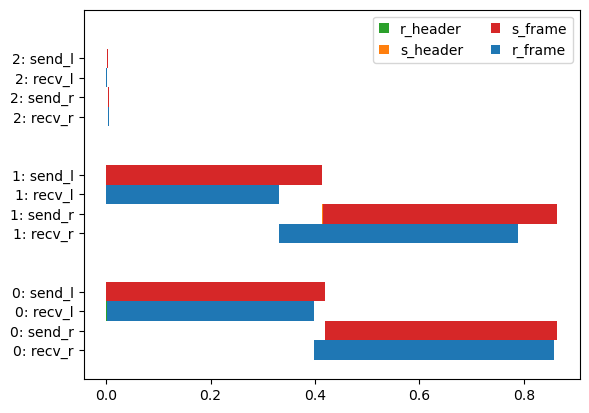 r_header s_frame
s_header r_frame
2: send_l
2: recv_l
2: send_r
2: recv_r
1: send_l
1: recv_l
1: send_r
1: recv_r
0: send_l
0: recv_l
0: send_r
0: recv_r
0.0 0.2 0.4 0.6 0.8